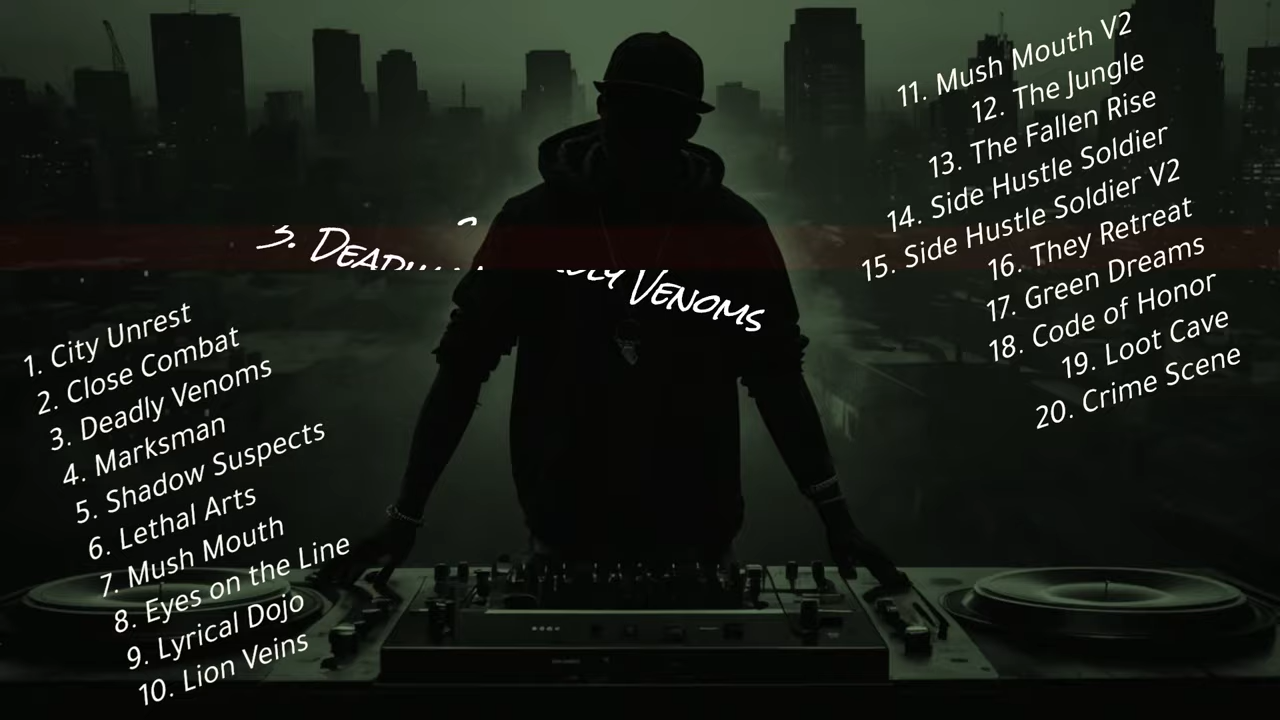 1. City Unrest
2. Close Combat
3. Deadly Venoms
4. Marksman
5. Shadow Suspects
6. Lethal Arts
7. Mush Mouth
8. Eyes on the Line
9. Lyrical Dojo
10. Lion Veins
3. DEADLY VENOMS
11. Mush Mouth V2
12. The Jungle
13. The Fallen Rise
14. Side Hustle Soldier
15. Side Hustle Soldier V2
16. They Retreat
17. Green Dreams
18. Code of Honor
19. Loot Cave
20. Crime Scene